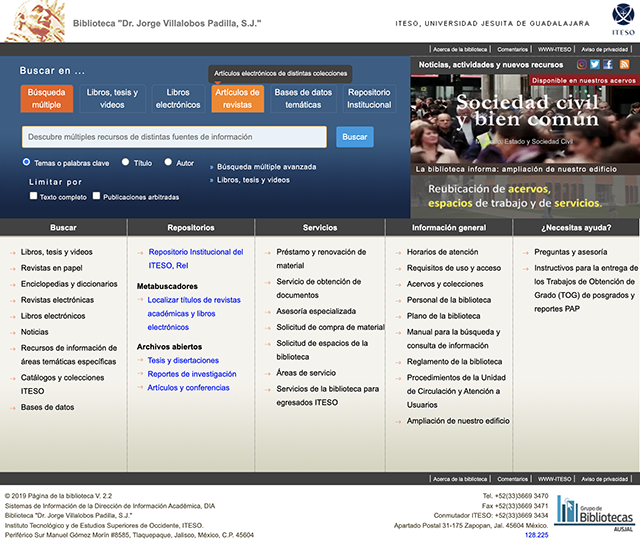 Biblioteca "Dr. Jorge Villalobos Padilla, S.J."
ITESO, UNIVERSIDAD JESUITA DE GUADALAJARA
ITESO
Acerca de la biblioteca | Comentarios | WWW-ITESO | Aviso de privacidad
Buscar en ...
Artículos electrónicos de distintas colecciones
Búsqueda múltiple
Libros, tesis y videos
Libros electrónicos
Artículos de revistas
Bases de datos temáticas
Repositorio Institucional
Descubre múltiples recursos de distintas fuentes de información
Buscar
Temas o palabras clave
Título
Autor
» Búsqueda múltiple avanzada
» Libros, tesis y videos
Limitar por
Texto completo
Publicaciones arbitradas
Noticias, actividades y nuevos recursos
Disponible en nuestros acervos
Sociedad civil
y bien común
Estado y Sociedad Civil
La biblioteca informa: ampliación de nuestro edificio
Reubicación de acervos,
espacios de trabajo y de servicios.
Buscar
Libros, tesis y videos
Revistas en papel
Enciclopedias y diccionarios
Revistas electrónicas
Libros electrónicos
Noticias
Recursos de información de
áreas temáticas específicas
Catálogos y colecciones
ITESO
Bases de datos
Repositorios
Repositorio Institucional del
ITESO, ReI
Metabuscadores
Localizar títulos de revistas
académicas y libros
electrónicos
Archivos abiertos
Tesis y disertaciones
Reportes de investigación
Artículos y conferencias
Servicios
Préstamo y renovación de
material
Servicio de obtención de
documentos
Asesoría especializada
Solicitud de compra de material
Solicitud de espacios de la
biblioteca
Áreas de servicio
Servicios de la biblioteca para
egresados ITESO
Información general
Horarios de atención
Requisitos de uso y acceso
Acervos y colecciones
Personal de la biblioteca
Plano de la biblioteca
Manual para la búsqueda y
consulta de información
Reglamento de la biblioteca
Procedimientos de la Unidad
de Circulación y Atención a
Usuarios
Ampliación de nuestro edificio
¿Necesitas ayuda?
Preguntas y asesoría
Instructivos para la entrega de
los Trabajos de Obtención de
Grado (TOG) de posgrados y
reportes PAP
Acerca de la biblioteca | Comentarios | WWW-ITESO | Aviso de privacidad
© 2019 Página de la biblioteca V. 2.2
Sistemas de Información de la Dirección de Información Académica, DIA
Biblioteca "Dr. Jorge Villalobos Padilla, S.J."
Instituto Tecnológico y de Estudios Superiores de Occidente, ITESO.
Periférico Sur Manuel Gómez Morín #8585, Tlaquepaque, Jalisco, México, C.P. 45604
Tel. +52(33)3669 3470
Fax +52(33)3669 3471
Conmutador ITESO: +52(33)3669 3434
Apartado Postal 31-175 Zapopan, Jal. 45604 México.
128.225
Grupo de
Bibliotecas
AUSJAL